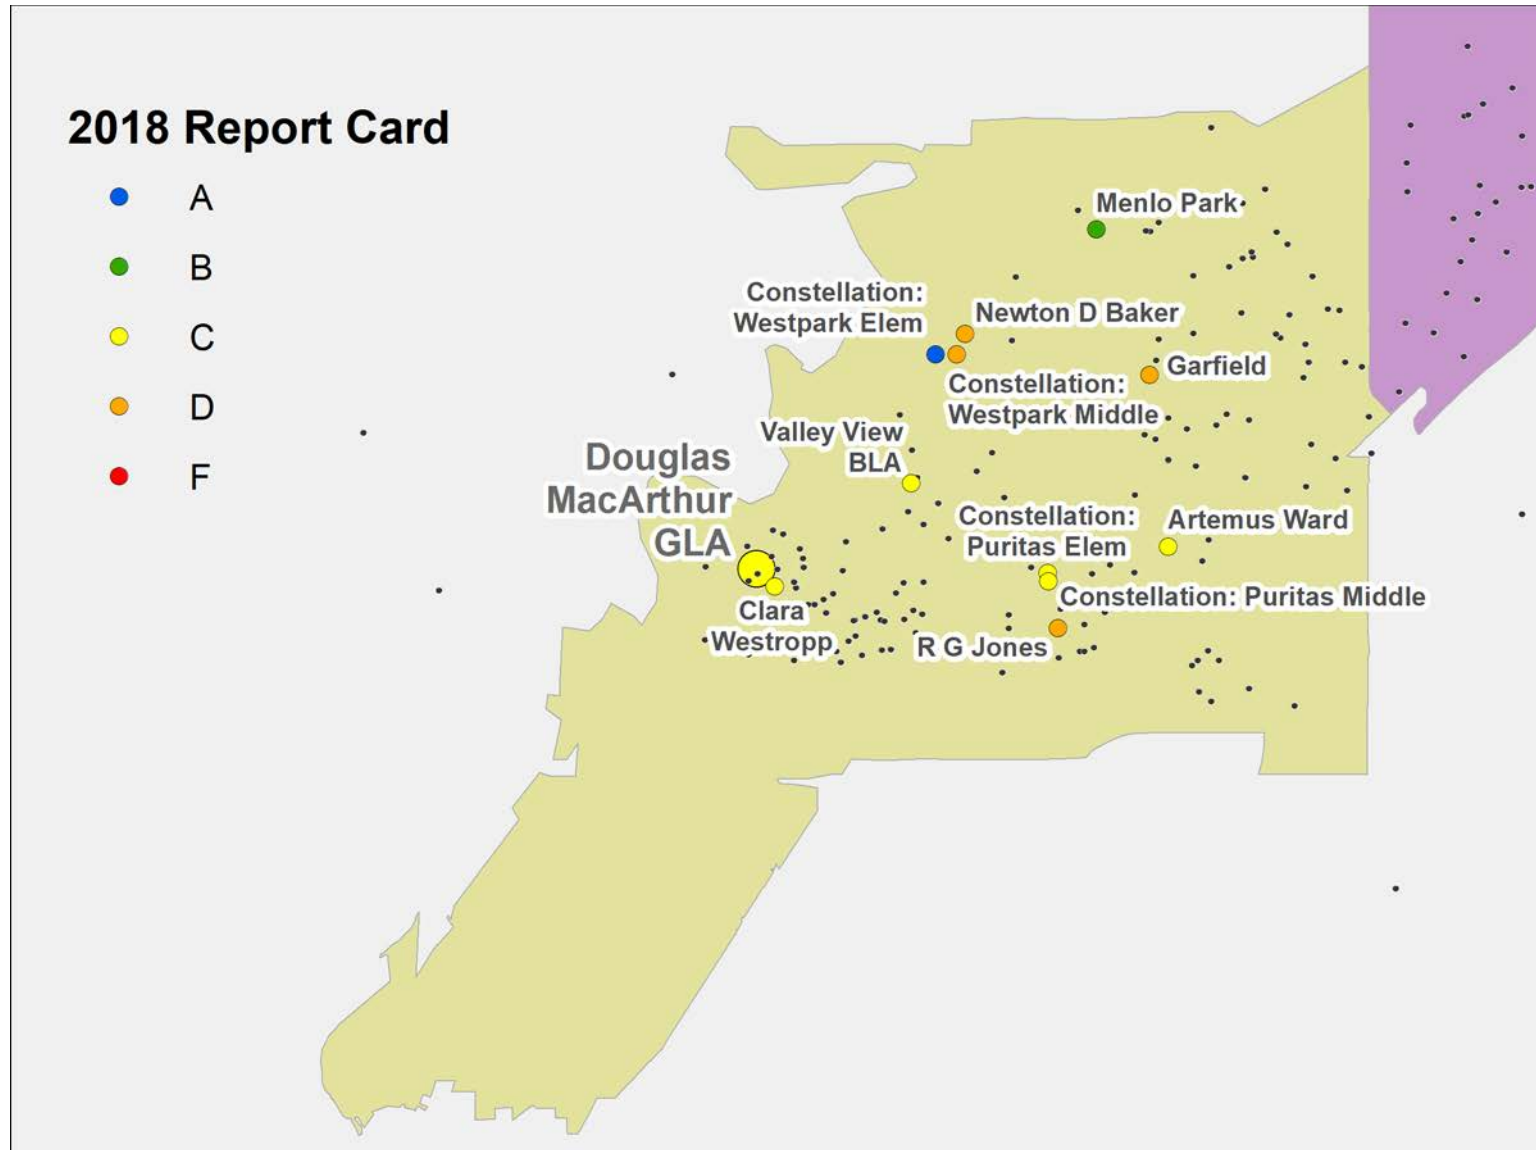 2018 Report Card
A
B
C
D
F
Menlo Park
Constellation:
Westpark Elem
Newton D Baker
Garfield
Constellation:
Westpark Middle
Valley View
BLA
Douglas
MacArthur
GLA
Constellation:
Puritas Elem
Artemus Ward
Constellation: Puritas Middle
Clara
Westropp
R G Jones